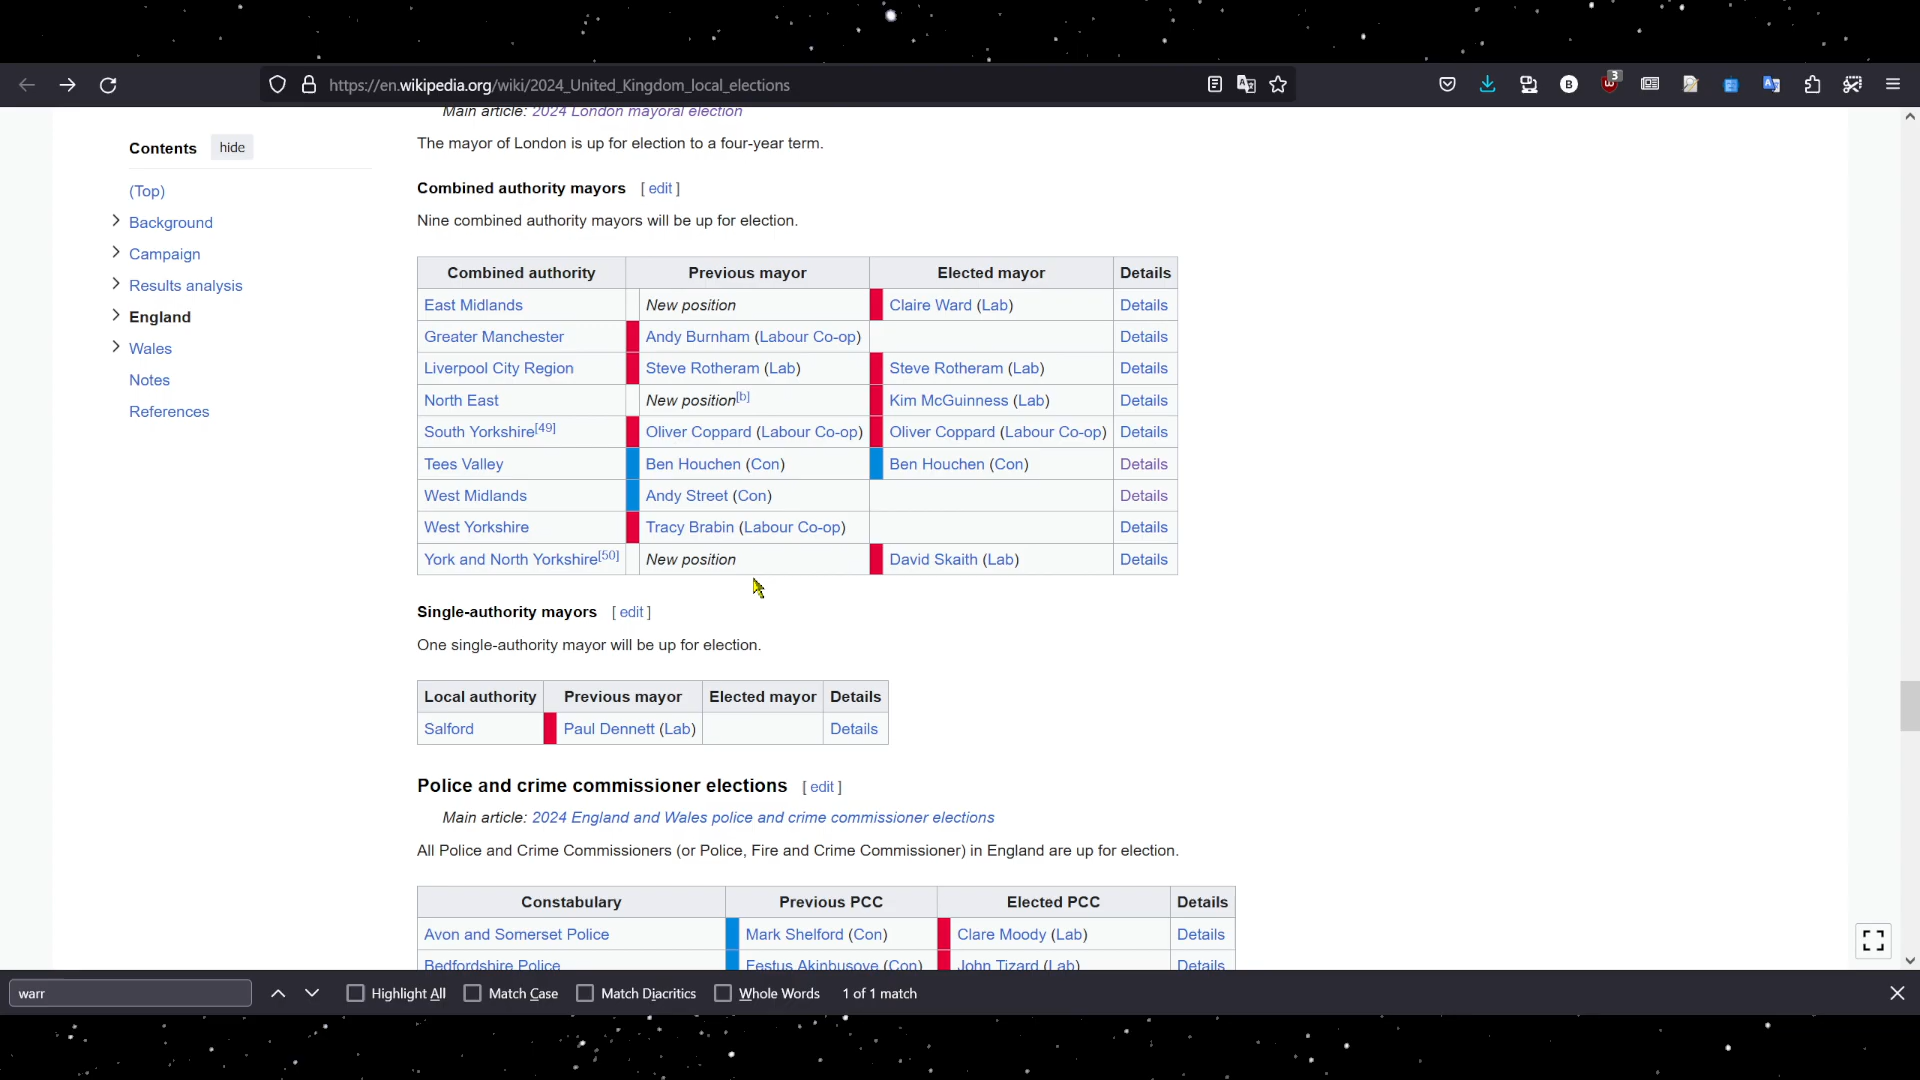 https://en.wikipedia.org/wiki/2024_United_Kingdom_local_elections
3
Main article: 2024 London mayoral election
The mayor of London is up for election to a four-year term.
Contents hide
(Top)
Background
Campaign
Results analysis
England
Wales
Notes
References
Combined authority mayors [ edit ]
Nine combined authority mayors will be up for election.
Combined authority Previous mayor Elected mayor Details
East Midlands New position Claire Ward (Lab) Details
Greater Manchester Andy Burnham (Labour Co-op) Details
Liverpool City Region Steve Rotheram (Lab) Steve Rotheram (Lab) Details
North East New position[b] Kim McGuinness (Lab) Details
South Yorkshire[49] Oliver Coppard (Labour Co-op) Oliver Coppard (Labour Co-op) Details
Tees Valley Ben Houchen (Con) Ben Houchen (Con) Details
West Midlands Andy Street (Con) Details
West Yorkshire Tracy Brabin (Labour Co-op) Details
York and North Yorkshire[50] New position David Skaith (Lab) Details
Single-authority mayors [ edit ]
One single-authority mayor will be up for election.
Local authority Previous mayor Elected mayor Details
Salford Paul Dennett (Lab) Details
Police and crime commissioner elections [ edit ]
Main article: 2024 England and Wales police and crime commissioner elections
All Police and Crime Commissioners (or Police, Fire and Crime Commissioner) in England are up for election.
Constabulary Previous PCC Elected PCC Details
Avon and Somerset Police Mark Shelford (Con) Clare Moody (Lab) Details
Bedfordshire Police Festus Akinbusoye (Con) John Tizard (Lab) Details
warr Highlight All Match Case Match Diacritics Whole Words 1 of 1 match